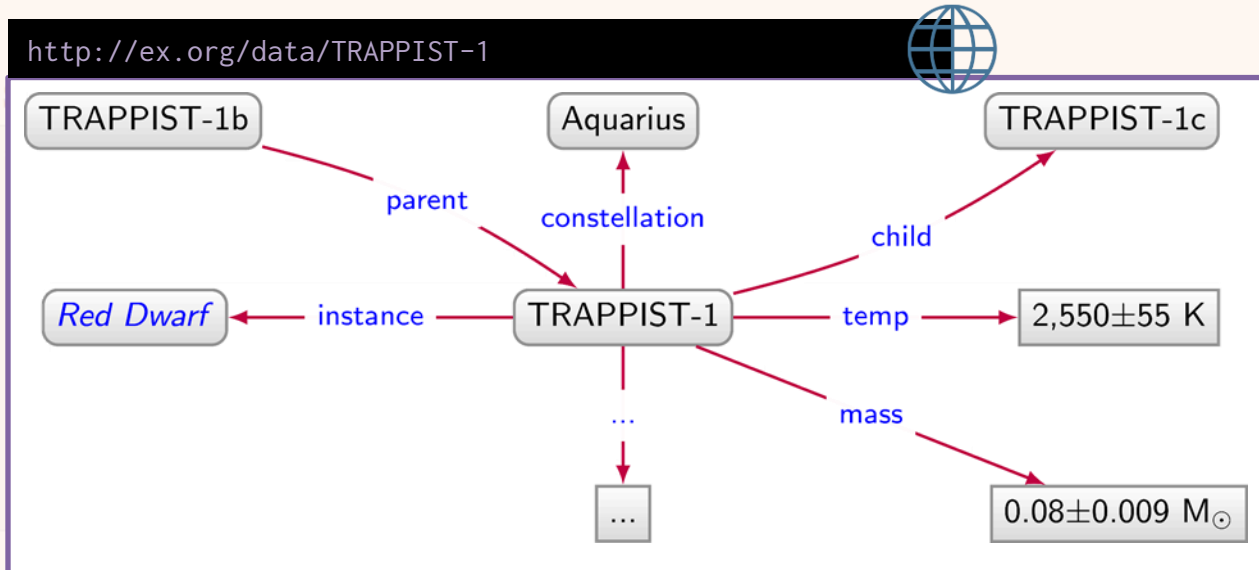 http://ex.org/data/TRAPPIST-1
TRAPPIST-1b
Aquarius
TRAPPIST-1c
parent
constellation
child
Red Dwarf
instance
TRAPPIST-1
temp
2,550±55 K
...
mass
...
0.08±0.009 M☉